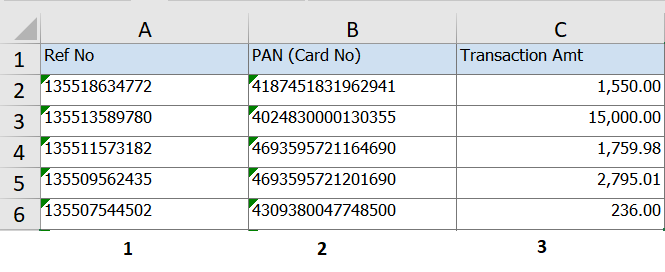 A B C
1 Ref No PAN (Card No) Transaction Amt
2 135518634772 4187451831962941 1,550.00
3 135513589780 4024830000130355 15,000.00
4 135511573182 4693595721164690 1,759.98
5 135509562435 4693595721201690 2,795.01
6 135507544502 4309380047748500 236.00
1 2 3